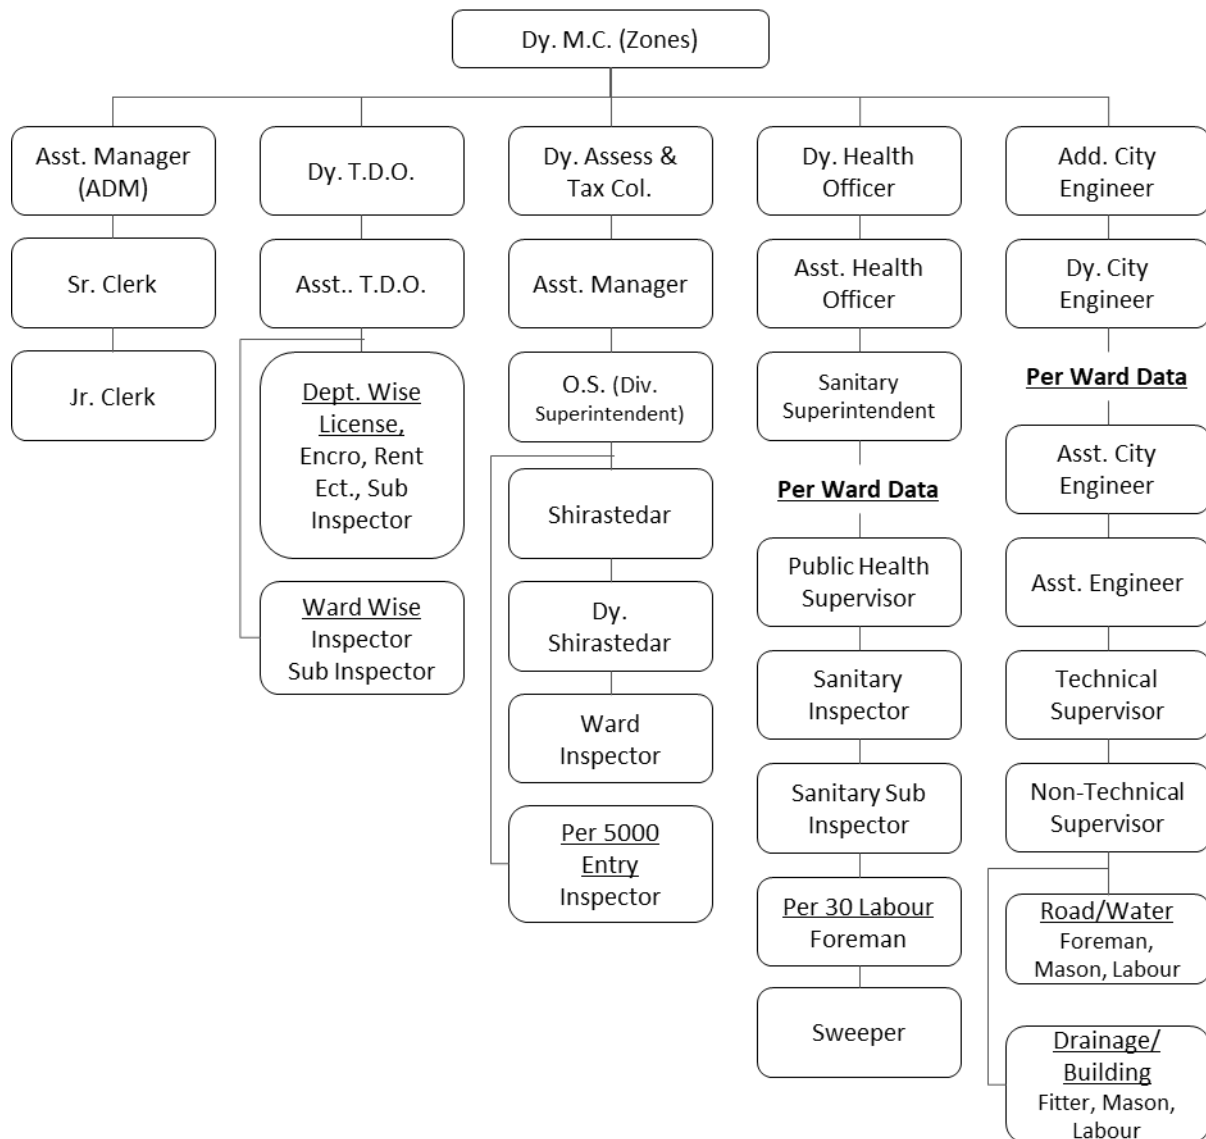 Dy. M.C. (Zones)
Asst. Manager
(ADM)
Sr. Clerk
Jr. Clerk
Dy. T.D.O.
Asst.. T.D.O.
Dept. Wise
License,
Encro, Rent
Ect., Sub
Inspector
Ward Wise
Inspector
Sub Inspector
Dy. Assess &
Tax Col.
Asst. Manager
O.S. (Div.
Superintendent)
Shirastedar
Dy.
Shirastedar
Ward
Inspector
Per 5000
Entry
Inspector
Dy. Health
Officer
Asst. Health
Officer
Sanitary
Superintendent
Per Ward Data
Public Health
Supervisor
Sanitary
Inspector
Sanitary Sub
Inspector
Per 30 Labour
Foreman
Sweeper
Add. City
Engineer
Dy. City
Engineer
Per Ward Data
Asst. City
Engineer
Asst. Engineer
Technical
Supervisor
Non-Technical
Supervisor
Road/Water
Foreman,
Mason, Labour
Drainage/
Building
Fitter, Mason,
Labour